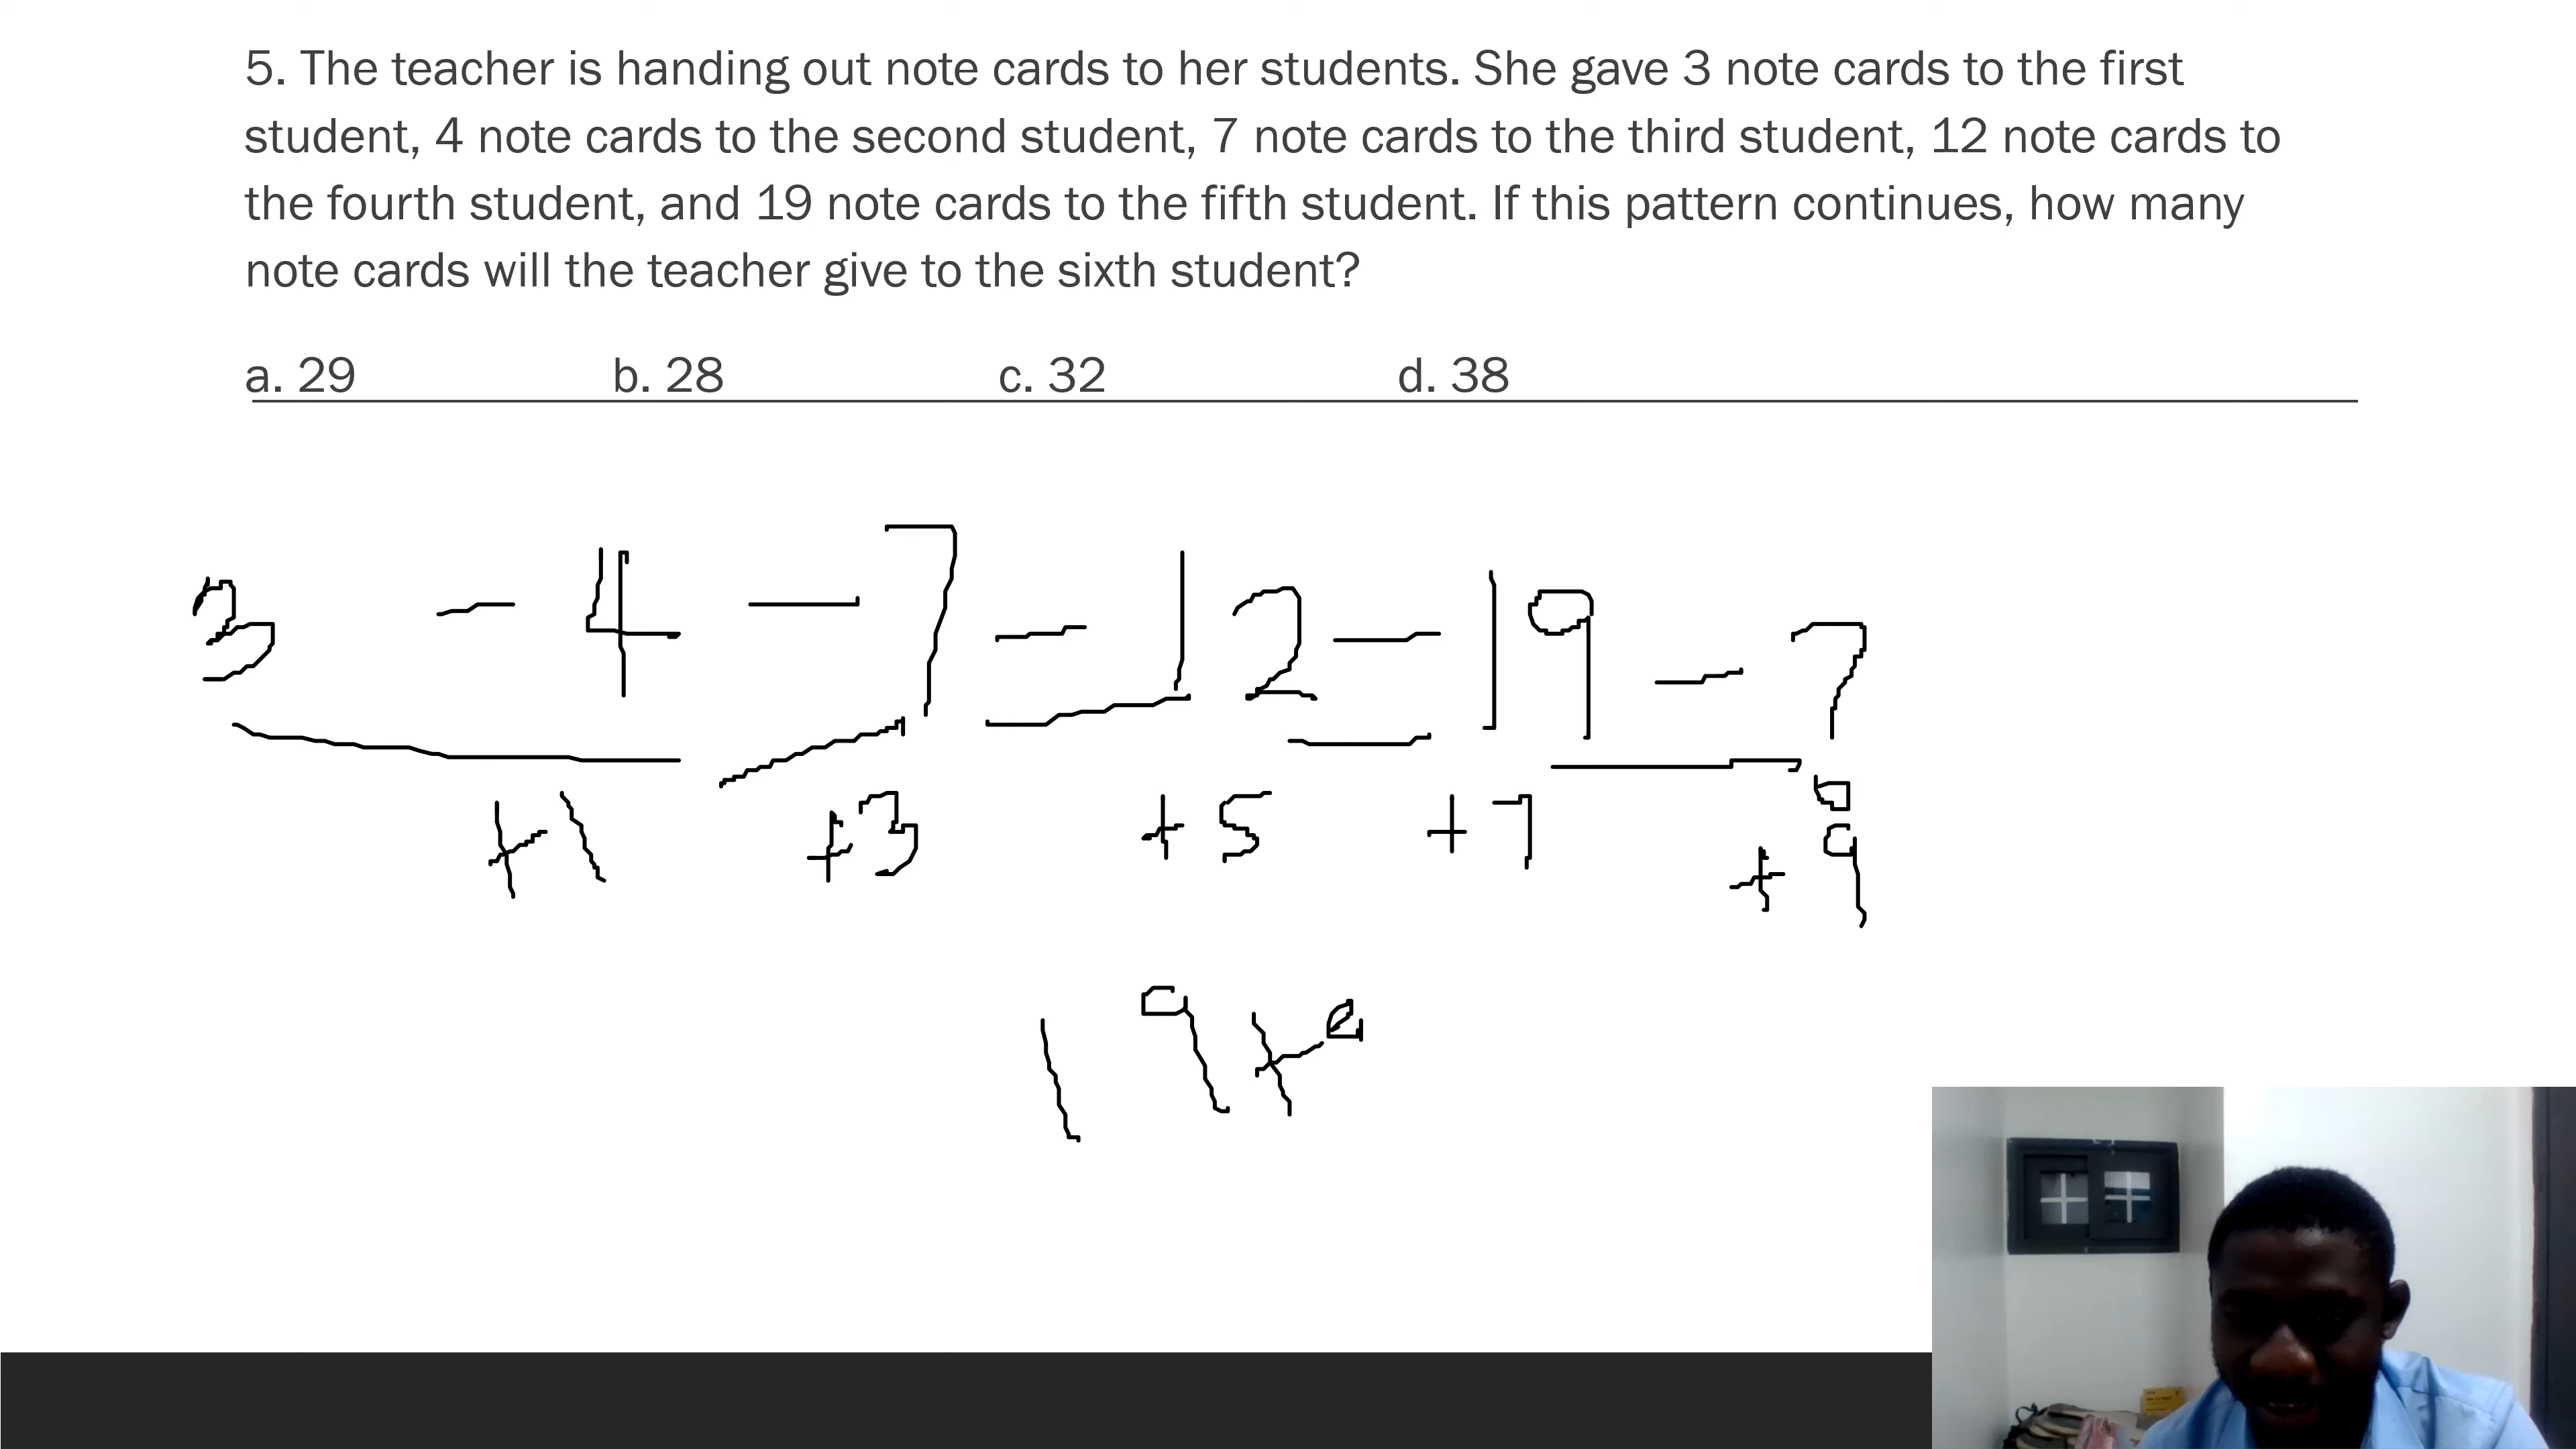 5. The teacher is handing out note cards to her students. She gave 3 note cards to the first
student, 4 note cards to the second student, 7 note cards to the third student, 12 note cards to
the fourth student, and 19 note cards to the fifth student. If this pattern continues, how many
note cards will the teacher give to the sixth student?
a. 29 b. 28 c. 32 d. 38
3 - 4 - 7 - 12 - 19 - ?
+1 +3 +5 +7 +9
19 +